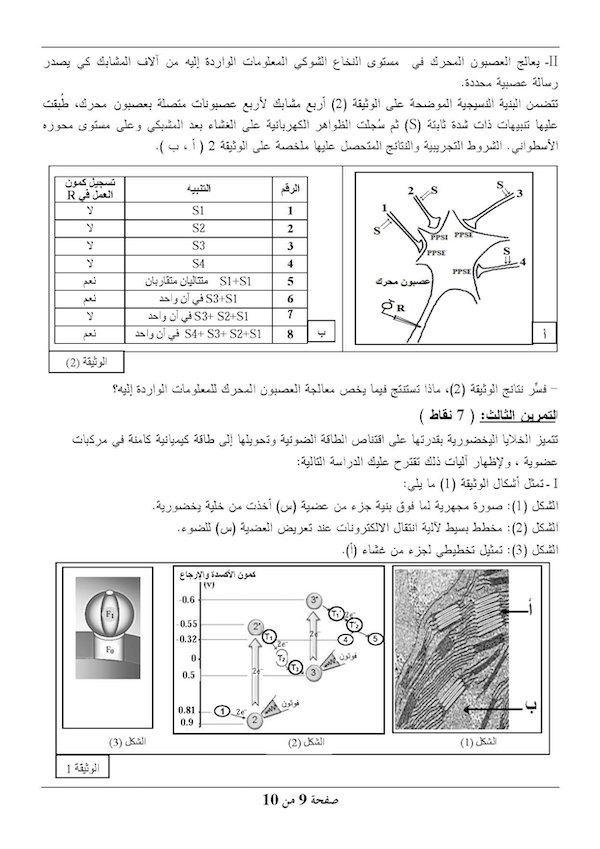 II- يعالج العصبون المحرك في مستوى النخاع الشوكي المعلومات الواردة إليه من آلاف المشابك كي يصدر
رسالة عصبية محددة.
تتضمن البنية النسيجية الموضحة على الوثيقة (2) أربع مشابك لأربع عصبونات متصلة بعصبون محرك، طُبقت
عليها تنبيهات ذات شدة ثابتة (S) ثم سُجلت الظواهر الكهربائية على الغشاء بعد المشبكي وعلى مستوى محوره
الأسطواني. الشروط التجريبية والنتائج المتحصل عليها ملخصة على الوثيقة 2 ( أ ، ب ).
الرقم التنبيه تسجيل كمون العمل في R
1 S1 لا
2 S2 لا
3 S3 لا
4 S4 لا
5 S1+S1 متتاليان متقاربان نعم
6 S3+S1 في آن واحد نعم
7 S3+ S2+S1 في آن واحد لا
8 S4+ S3+ S2+S1 في آن واحد نعم
ب
1 S
2 S
S 3
S 4
PPSE
PPSI
PPSE
PPSE
عصبون محرك
R
أ
الوثيقة (2)
– فسِّر نتائج الوثيقة (2)، ماذا تستنتج فيما يخص معالجة العصبون المحرك للمعلومات الواردة إليه؟
التمرين الثالث: ( 7 نقاط )
تتميز الخلايا اليخضورية بقدرتها على اقتناص الطاقة الضوئية وتحويلها إلى طاقة كيميائية كامنة في مركبات
عضوية ، ولإظهار آليات ذلك تقترح عليك الدراسة التالية:
I - تمثل أشكال الوثيقة (1) ما يلي:
الشكل (1): صورة مجهرية لما فوق بنية جزء من عضية (س) أخذت من خلية يخضورية.
الشكل (2): مخطط بسيط لآلية انتقال الالكترونات عند تعريض العضية (س) للضوء.
الشكل (3): تمثيل تخطيطي لجزء من غشاء (أ).
أ
ب
الشكل (1)
كمون الأكسدة والإرجاع
(v)
-0.6
-0.55
-0.32
0
0.5
0.81
0.9
1
2e⁻
2
فوتون
2e⁻
2*
T1
2e⁻
T2
T3
3
فوتون
2e⁻
3*
T'1
T'2
2e⁻
4
5
الشكل (2)
F1
F0
الشكل (3)
الوثيقة 1
صفحة 9 من 10